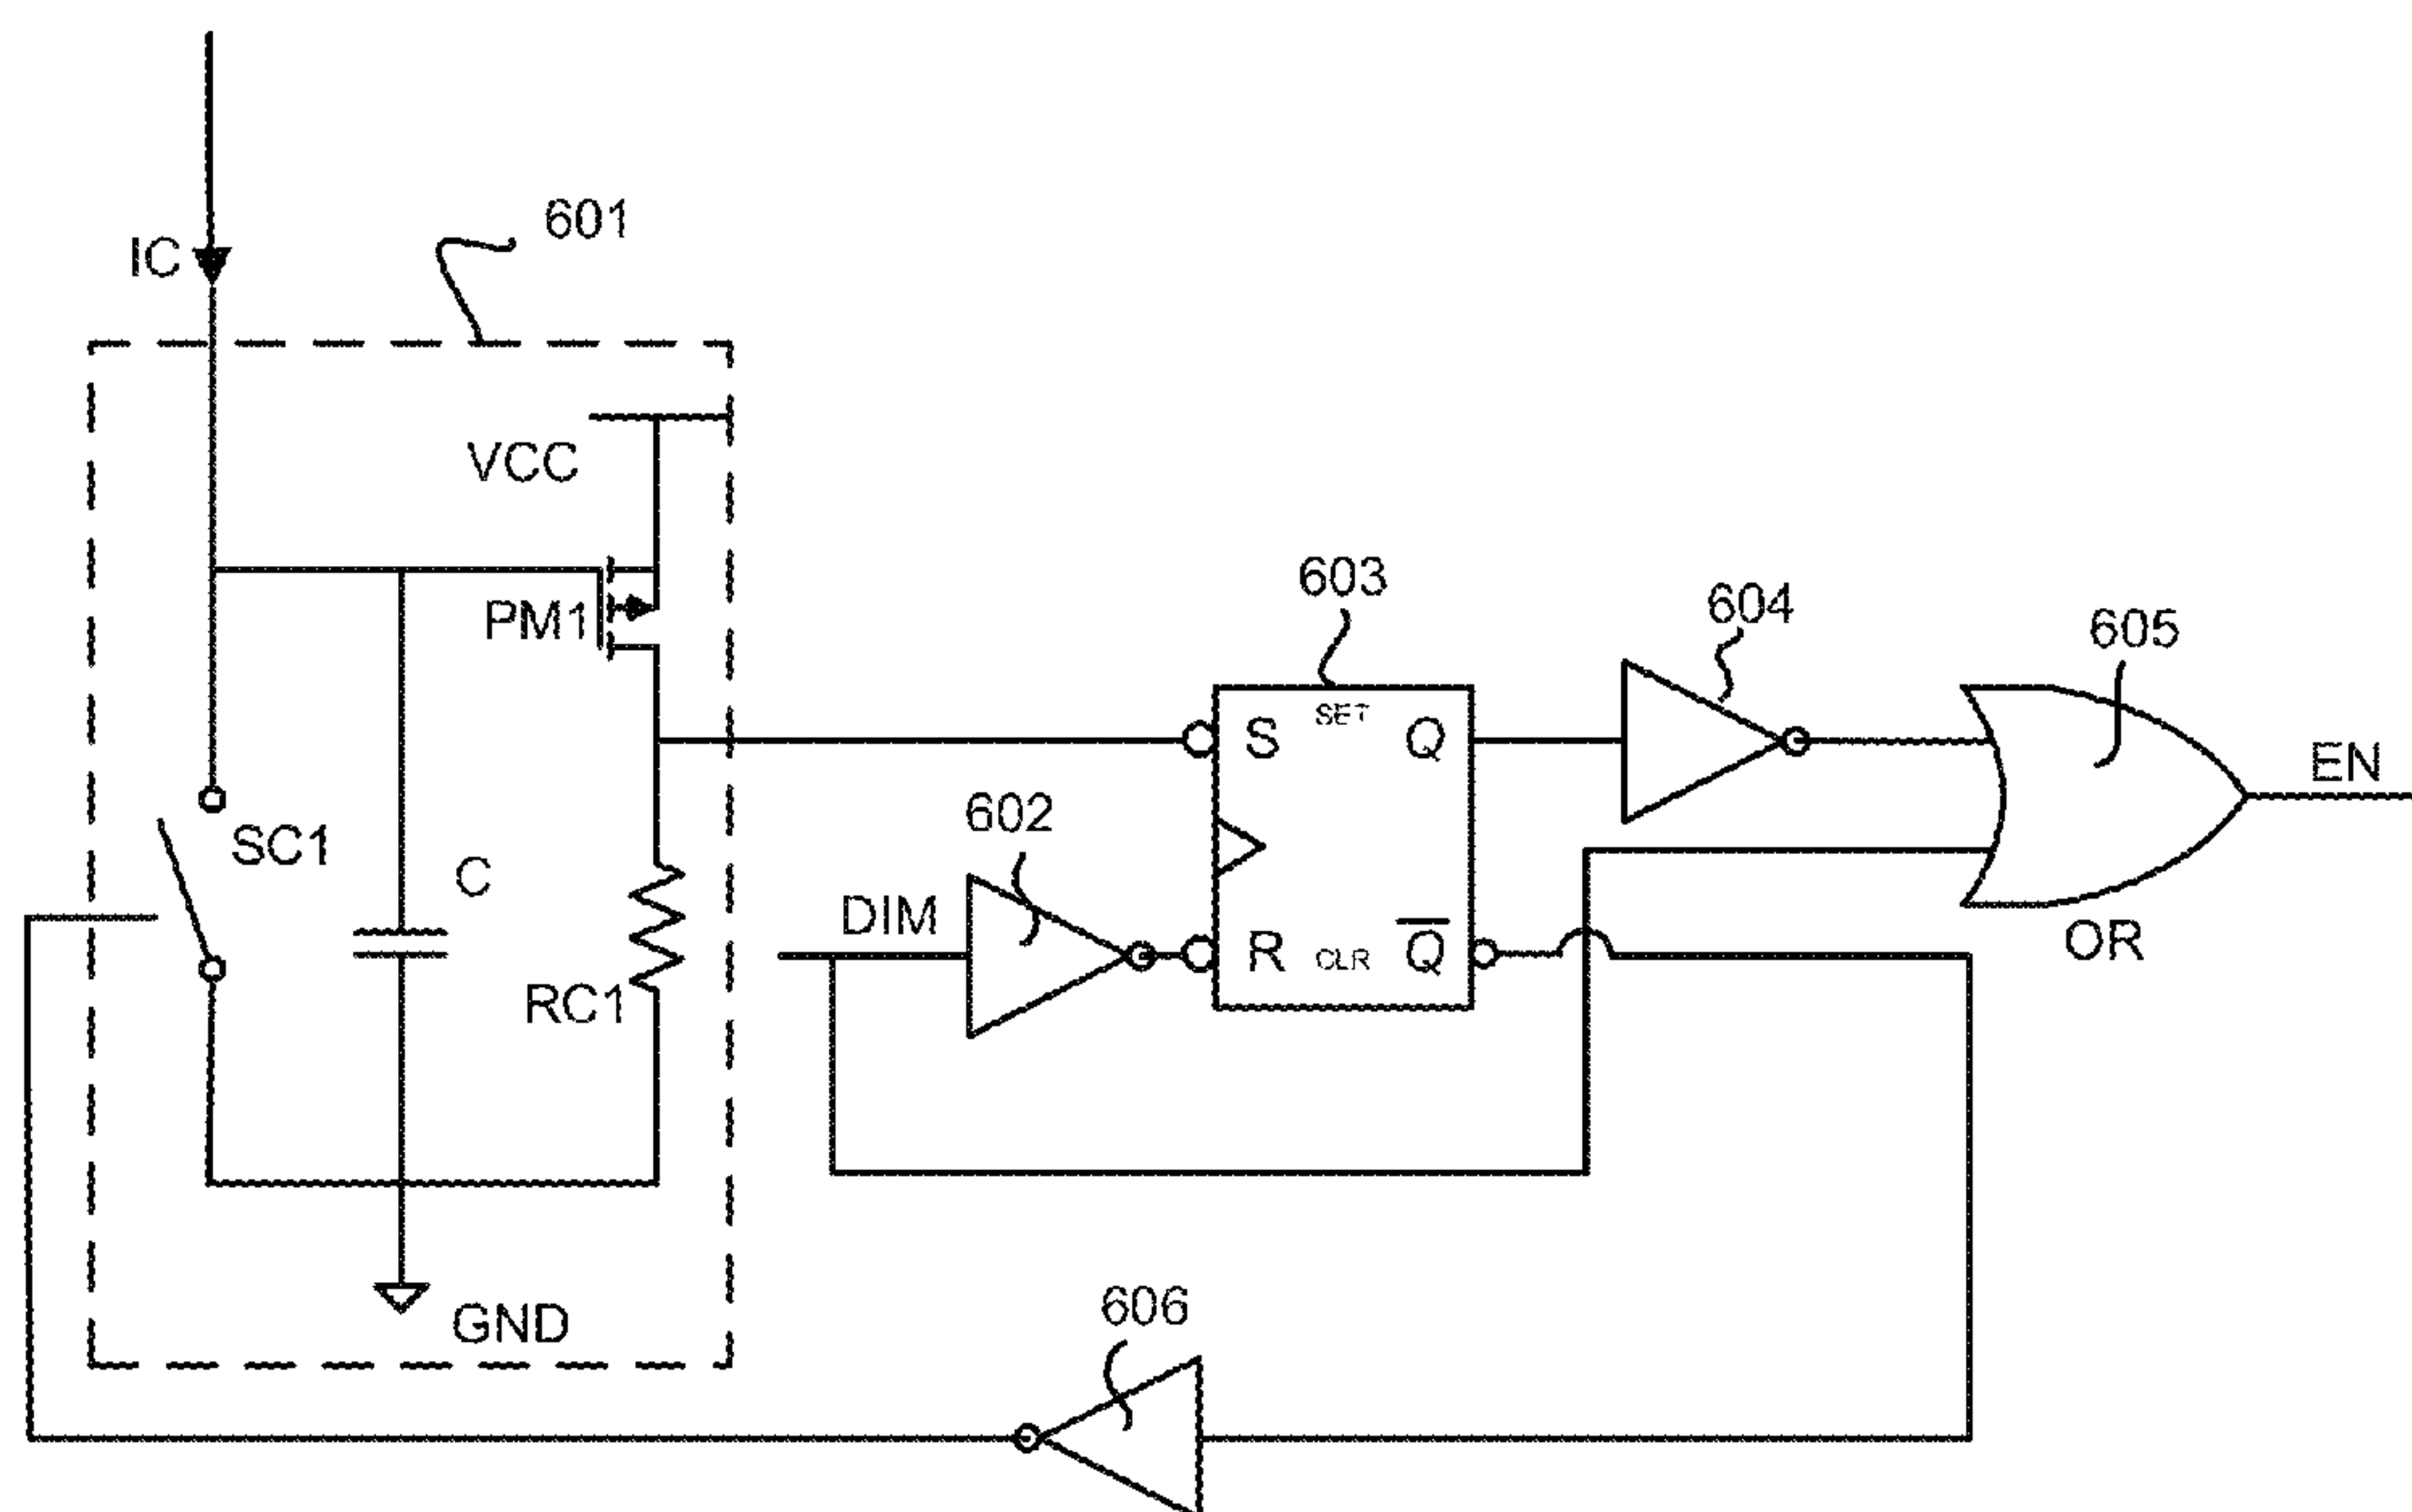 601
IC
VCC
PM1
603
604
605
S
SET
Q
EN
602
SC1
C
DIM
R
CLR
Q̅
OR
RC1
606
GND